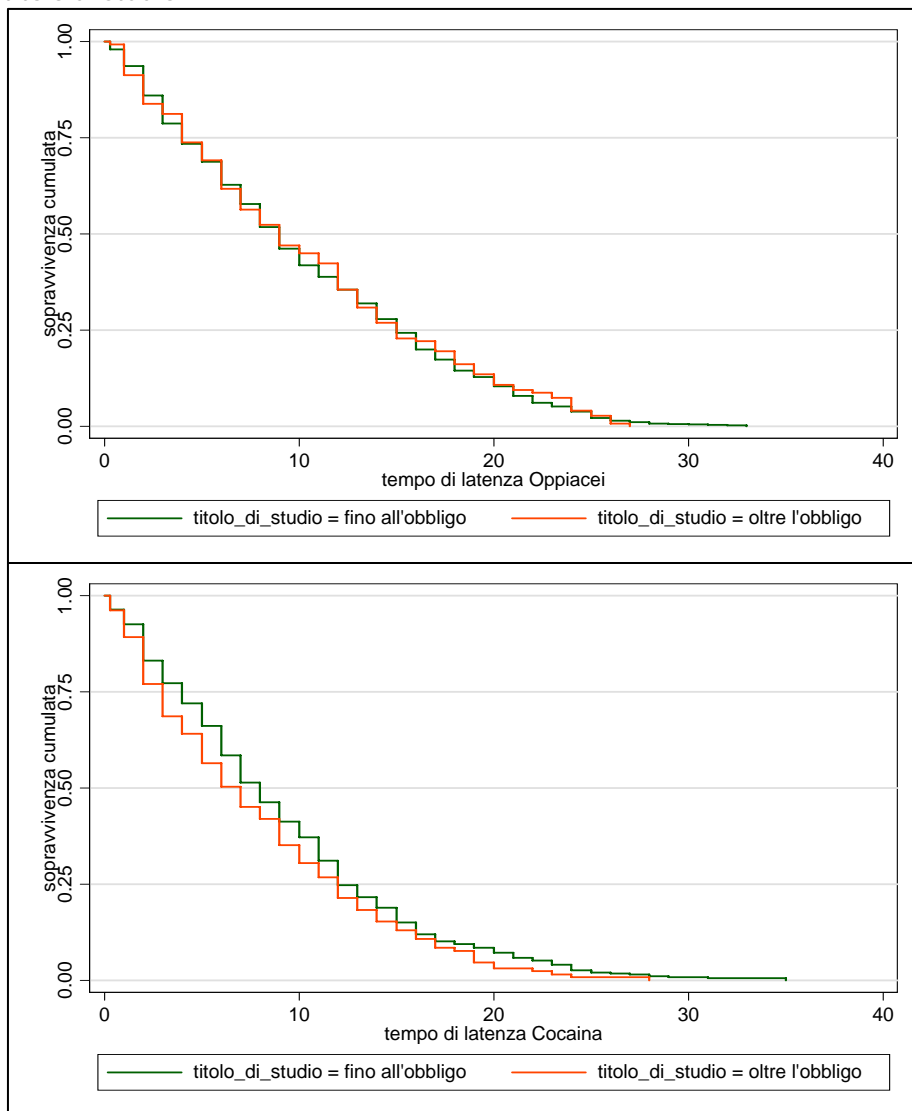 1.00
0.75
0.50
0.25
0.00
sopravvivenza cumulata
0 10 20 30 40
tempo di latenza Oppiacei
titolo_di_studio = fino all'obbligo titolo_di_studio = oltre l'obbligo
1.00
0.75
0.50
0.25
0.00
sopravvivenza cumulata
0 10 20 30 40
tempo di latenza Cocaina
titolo_di_studio = fino all'obbligo titolo_di_studio = oltre l'obbligo